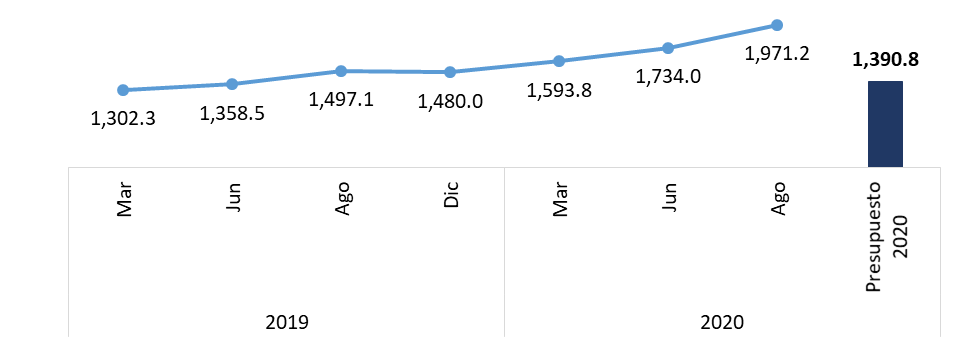 1,971.2
1,390.8
1,734.0
1,593.8
1,497.1
1,480.0
1,358.5
1,302.3
Mar
Jun
Ago
Dic
Mar
Jun
Ago
Presupuesto
2020
2019
2020